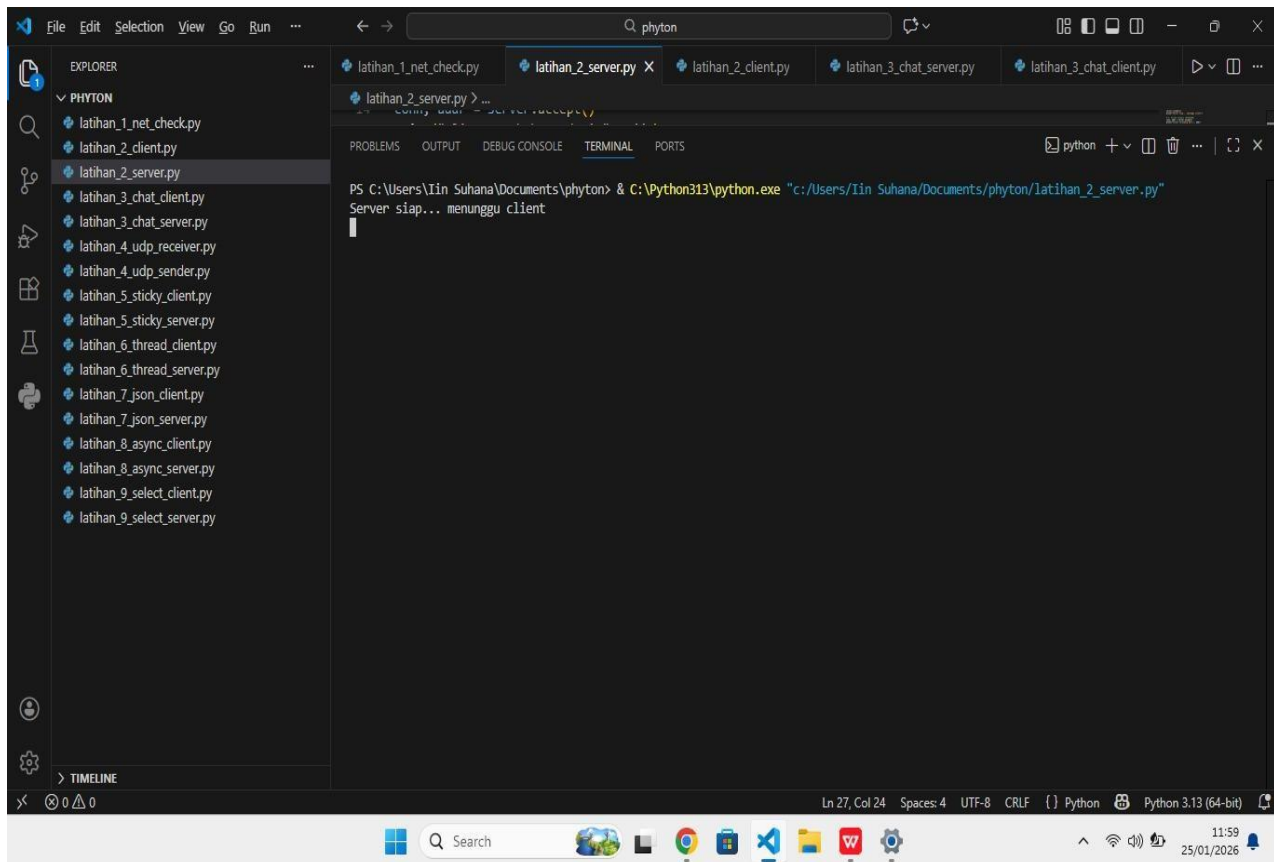 File Edit Selection View Go Run ... phyton
EXPLORER ...
PHYTON
latihan_1_net_check.py
latihan_2_client.py
latihan_2_server.py
latihan_3_chat_client.py
latihan_3_chat_server.py
latihan_4_udp_receiver.py
latihan_4_udp_sender.py
latihan_5_sticky_client.py
latihan_5_sticky_server.py
latihan_6_thread_client.py
latihan_6_thread_server.py
latihan_7_json_client.py
latihan_7_json_server.py
latihan_8_async_client.py
latihan_8_async_server.py
latihan_9_select_client.py
latihan_9_select_server.py
TIMELINE
latihan_1_net_check.py latihan_2_server.py latihan_2_client.py latihan_3_chat_server.py latihan_3_chat_client.py ...
latihan_2_server.py > ...
PROBLEMS OUTPUT DEBUG CONSOLE TERMINAL PORTS python ...
PS C:\Users\Iin Suhana\Documents\phyton> & C:\Python313\python.exe "c:/Users/Iin Suhana/Documents/phyton/latihan_2_server.py"
Server siap... menunggu client
0 0 Ln 27, Col 24 Spaces: 4 UTF-8 CRLF {} Python Python 3.13 (64-bit)
1
Search W 11:59
25/01/2026